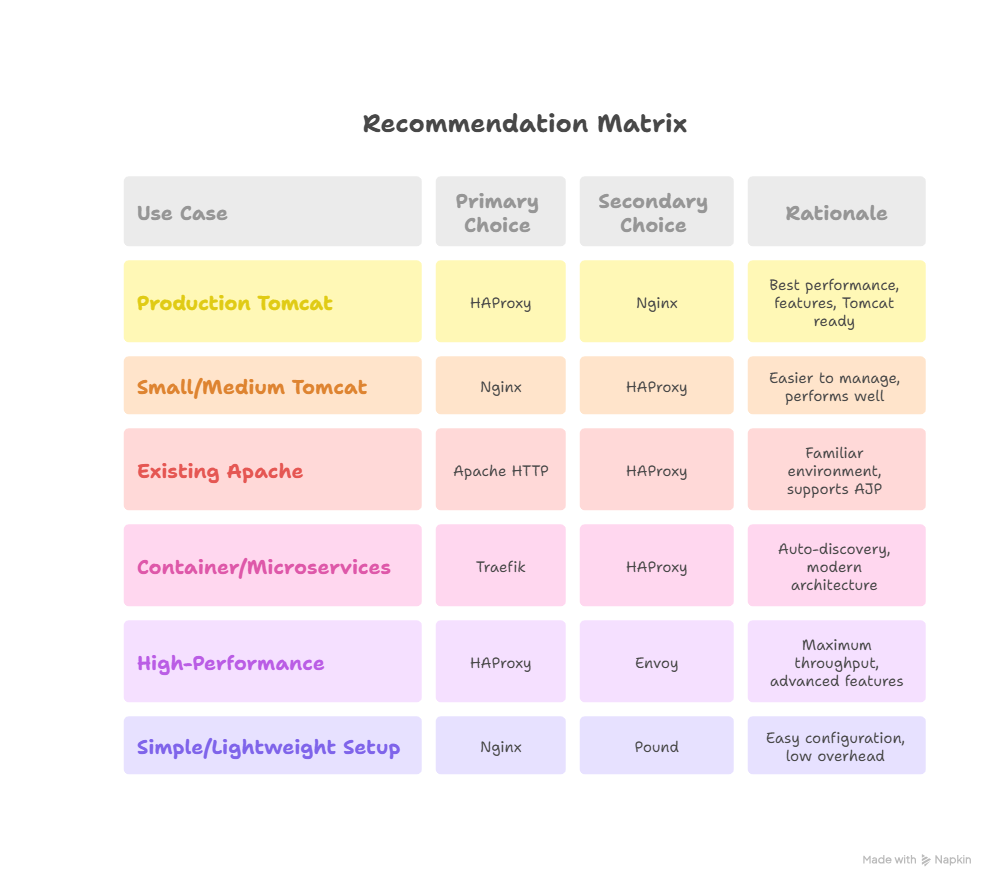 Recommendation Matrix
Use Case
Primary
Choice
Secondary
Choice
Rationale
Production Tomcat
HAProxy
Nginx
Best performance,
features, Tomcat
ready
Small/Medium Tomcat
Nginx
HAProxy
Easier to manage,
performs well
Existing Apache
Apache HTTP
HAProxy
Familiar
environment,
supports AJP
Container/Microservices
Traefik
HAProxy
Auto-discovery,
modern
architecture
High-Performance
HAProxy
Envoy
Maximum
throughput,
advanced features
Simple/Lightweight Setup
Nginx
Pound
Easy configuration,
low overhead
Made with Napkin